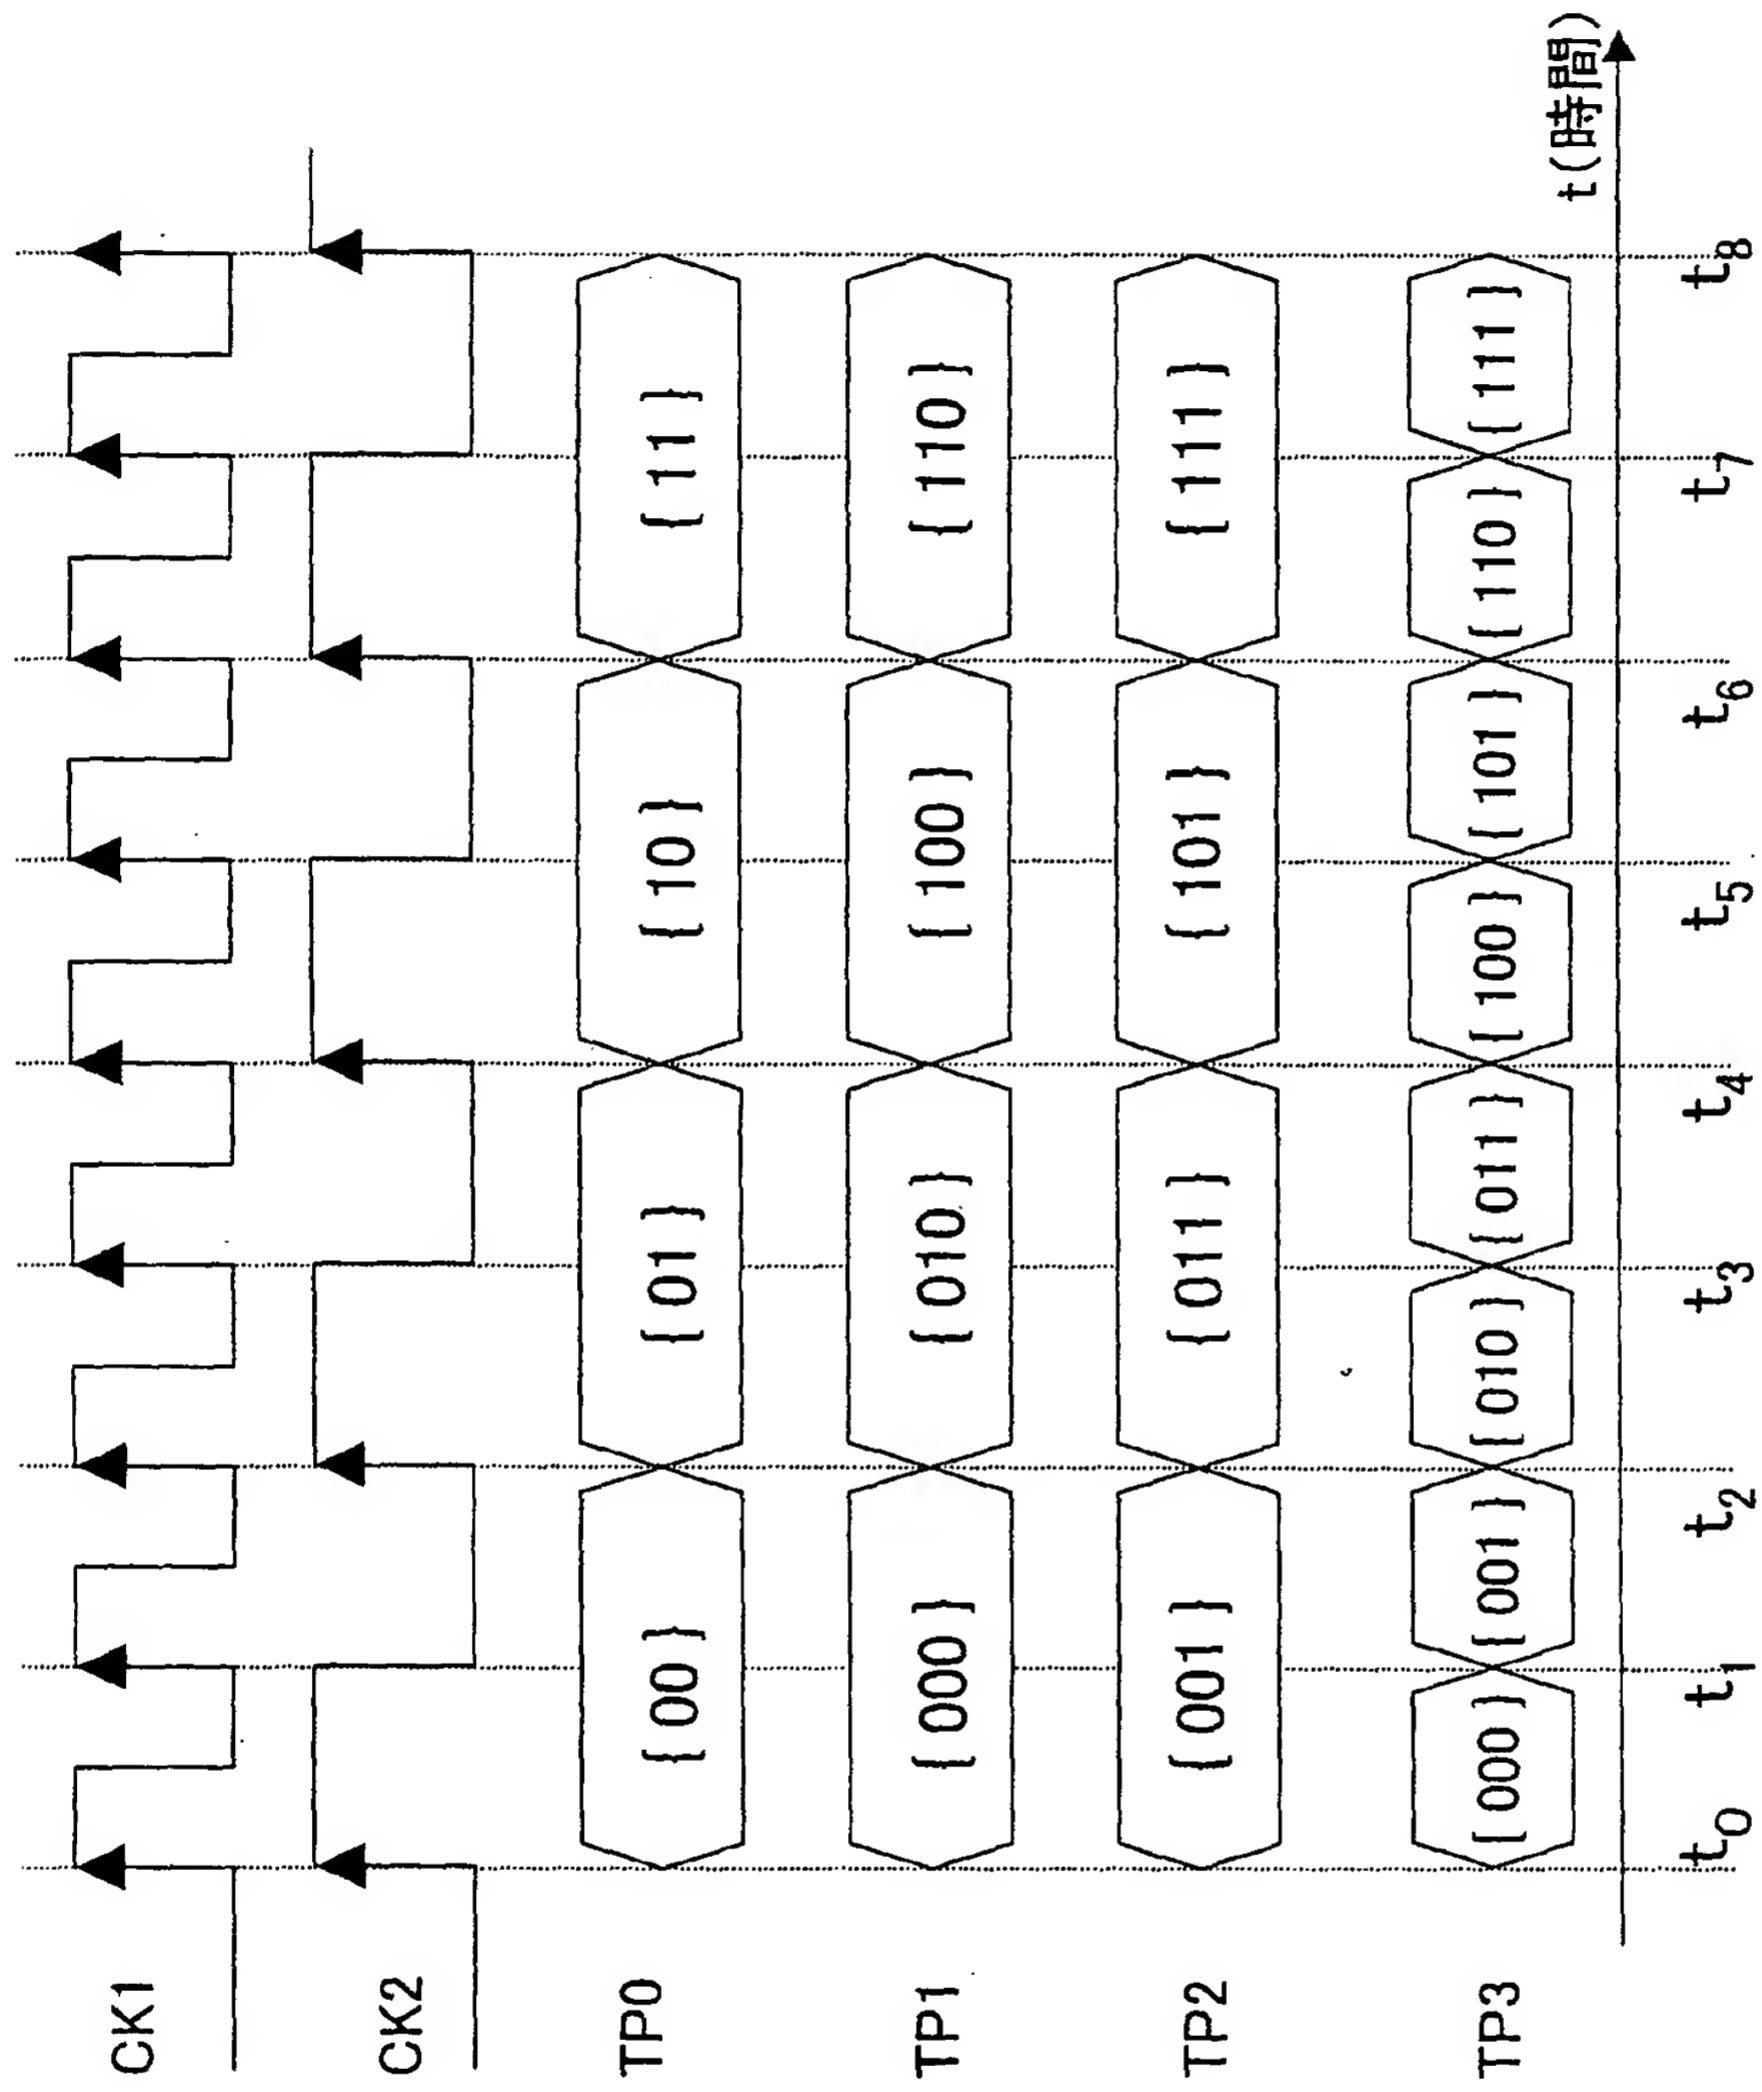 CK1
CK2
TP0 {00} {01} {10} {11}
TP1 {000} {010} {100} {110}
TP2 {001} {011} {101} {111}
TP3 {000} {001} {010} {011} {100} {101} {110} {111}
t(時間)
t0 t1 t2 t3 t4 t5 t6 t7 t8